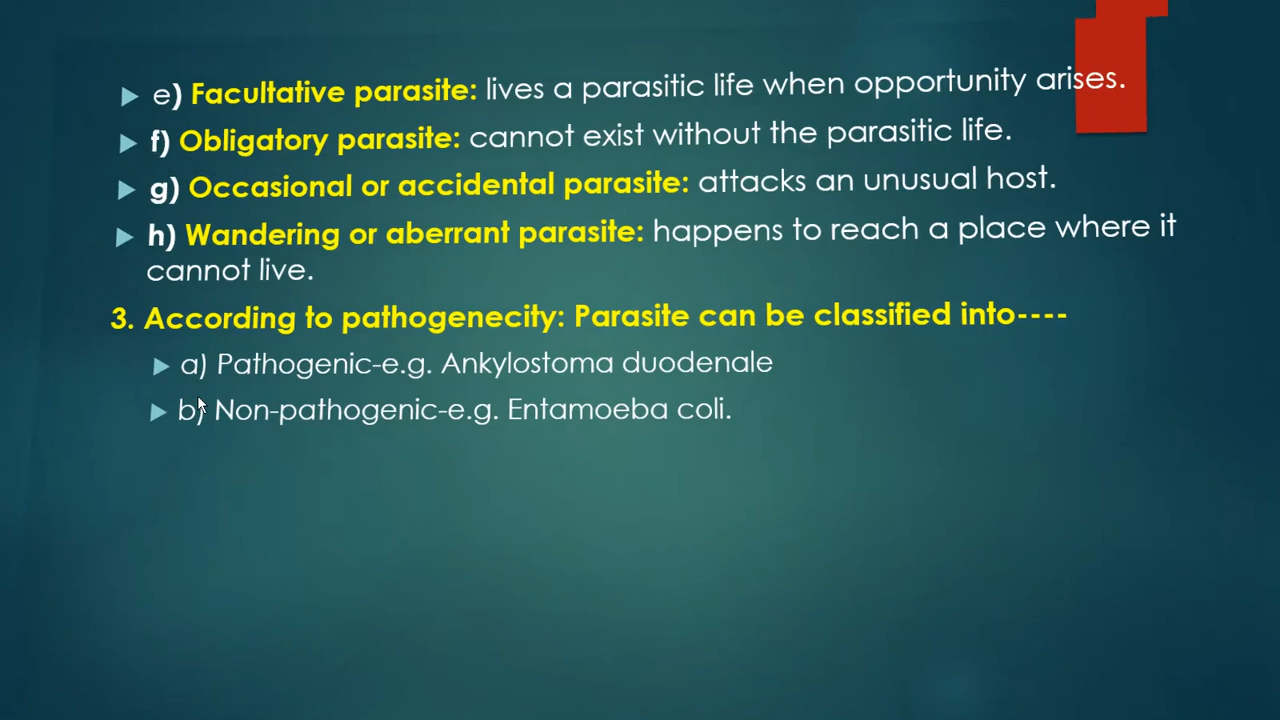 e) Facultative parasite: lives a parasitic life when opportunity arises.
f) Obligatory parasite: cannot exist without the parasitic life.
g) Occasional or accidental parasite: attacks an unusual host.
h) Wandering or aberrant parasite: happens to reach a place where it
cannot live.
3. According to pathogenecity: Parasite can be classified into----
a) Pathogenic-e.g. Ankylostoma duodenale
b) Non-pathogenic-e.g. Entamoeba coli.